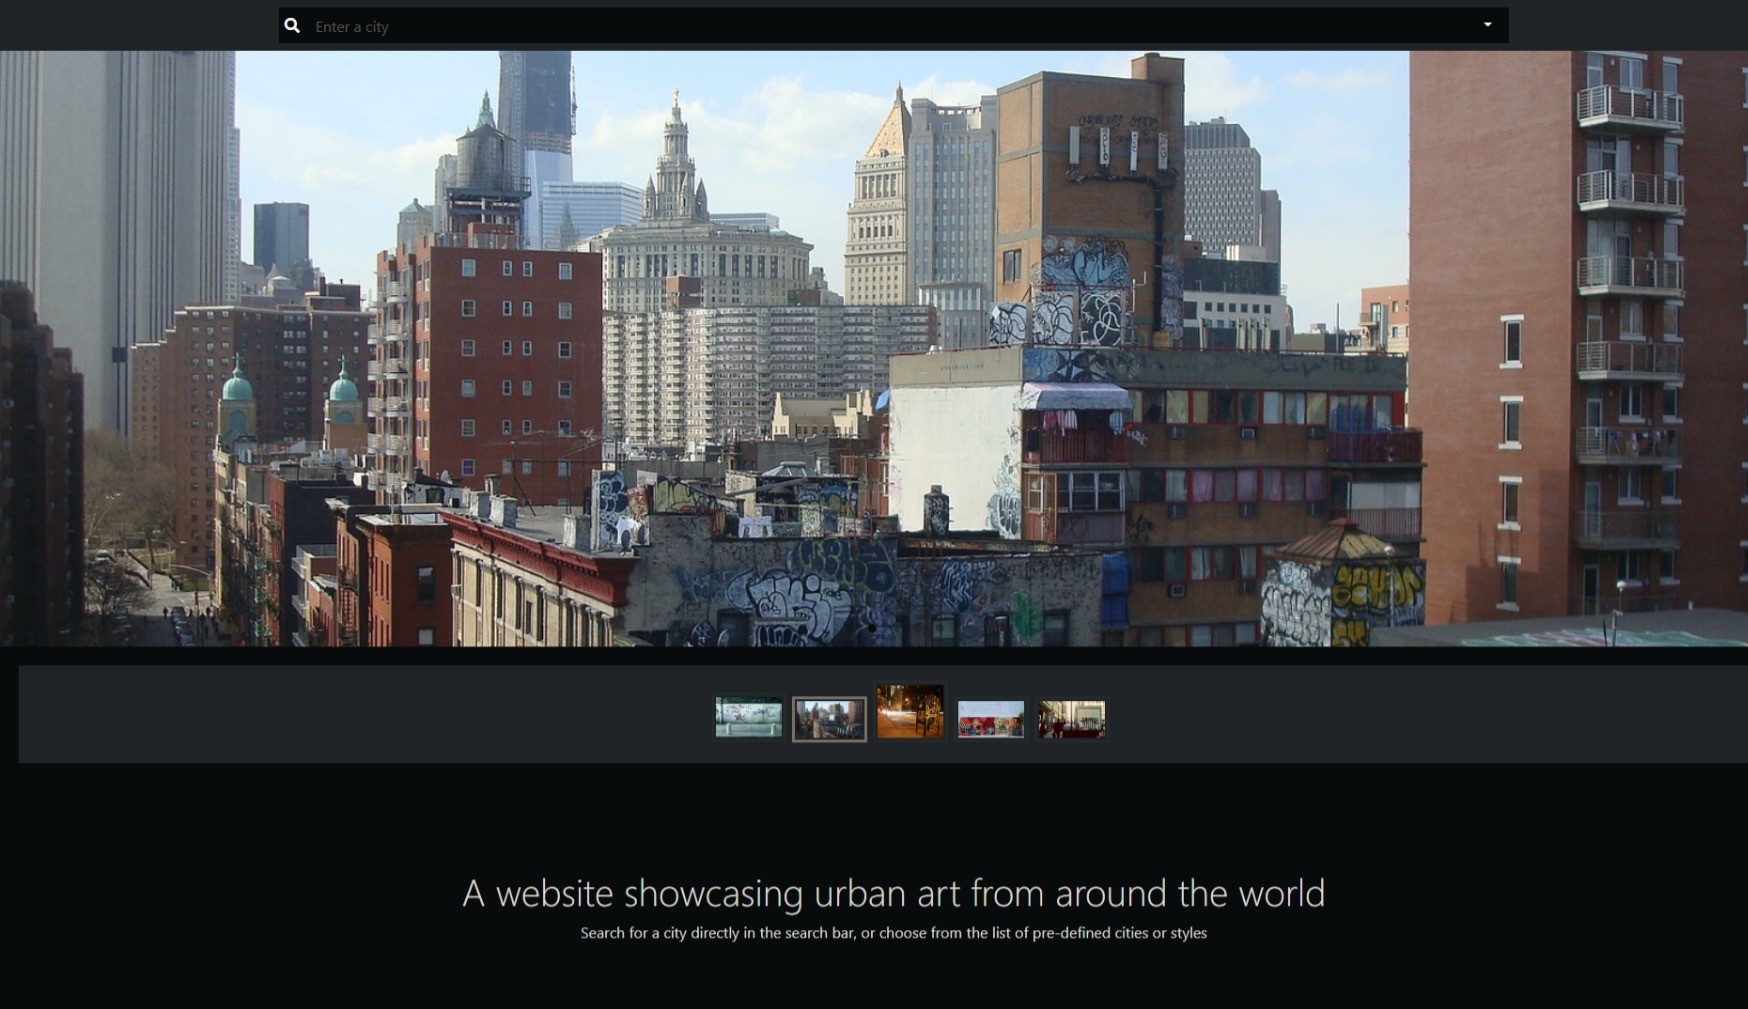 Enter a city
A website showcasing urban art from around the world
Search for a city directly in the search bar, or choose from the list of pre-defined cities or styles